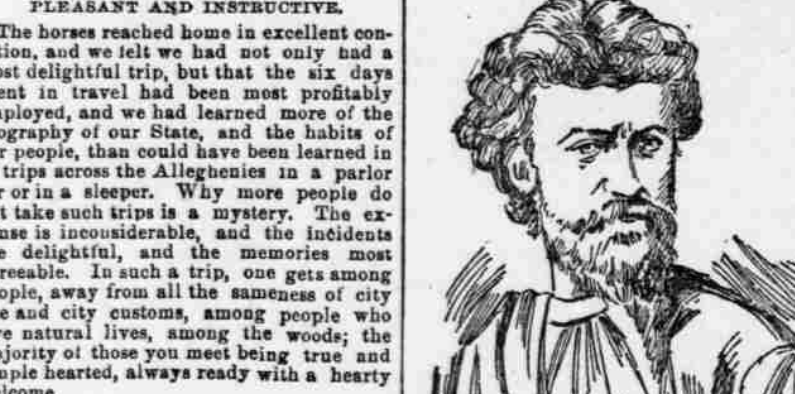 PLEASANT AND INSTRUCTIVE.
The horses reached home in excellent con-
tion, and we felt we had not only had a
ost delightful trip, but that the six days
ent in travel had been most profitably
ployed, and we had learned more of the
ography of our State, and the habits of
r people, than could have been learned in
trips across the Alleghenies in a parlor
r or in a sleeper. Why more people do
t take such trips is a mystery. The ex-
nse is inconsiderable, and the incidents
e delightful, and the memories most
reeable. In such a trip, one gets among
ople, away from all the sameness of city
e and city customs, among people who
e natural lives, among the woods; the
jority of those you meet being true and
mple hearted, always ready with a hearty
lcome.